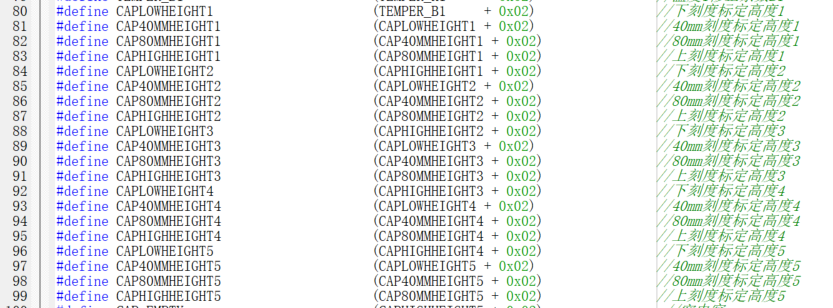 80 #define CAPLOWHEIGHT1 (TEMPER_B1 + 0x02) //下刻度标定高度1
81 #define CAP40MMHEIGHT1 (CAPLOWHEIGHT1 + 0x02) //40mm刻度标定高度1
82 #define CAP80MMHEIGHT1 (CAP40MMHEIGHT1 + 0x02) //80mm刻度标定高度1
83 #define CAPHIGHHEIGHT1 (CAP80MMHEIGHT1 + 0x02) //上刻度标定高度1
84 #define CAPLOWHEIGHT2 (CAPHIGHHEIGHT1 + 0x02) //下刻度标定高度2
85 #define CAP40MMHEIGHT2 (CAPLOWHEIGHT2 + 0x02) //40mm刻度标定高度2
86 #define CAP80MMHEIGHT2 (CAP40MMHEIGHT2 + 0x02) //80mm刻度标定高度2
87 #define CAPHIGHHEIGHT2 (CAP80MMHEIGHT2 + 0x02) //上刻度标定高度2
88 #define CAPLOWHEIGHT3 (CAPHIGHHEIGHT2 + 0x02) //下刻度标定高度3
89 #define CAP40MMHEIGHT3 (CAPLOWHEIGHT3 + 0x02) //40mm刻度标定高度3
90 #define CAP80MMHEIGHT3 (CAP40MMHEIGHT3 + 0x02) //80mm刻度标定高度3
91 #define CAPHIGHHEIGHT3 (CAP80MMHEIGHT3 + 0x02) //上刻度标定高度3
92 #define CAPLOWHEIGHT4 (CAPHIGHHEIGHT3 + 0x02) //下刻度标定高度4
93 #define CAP40MMHEIGHT4 (CAPLOWHEIGHT4 + 0x02) //40mm刻度标定高度4
94 #define CAP80MMHEIGHT4 (CAP40MMHEIGHT4 + 0x02) //80mm刻度标定高度4
95 #define CAPHIGHHEIGHT4 (CAP80MMHEIGHT4 + 0x02) //上刻度标定高度4
96 #define CAPLOWHEIGHT5 (CAPHIGHHEIGHT4 + 0x02) //下刻度标定高度5
97 #define CAP40MMHEIGHT5 (CAPLOWHEIGHT5 + 0x02) //40mm刻度标定高度5
98 #define CAP80MMHEIGHT5 (CAP40MMHEIGHT5 + 0x02) //80mm刻度标定高度5
99 #define CAPHIGHHEIGHT5 (CAP80MMHEIGHT5 + 0x02) //上刻度标定高度5